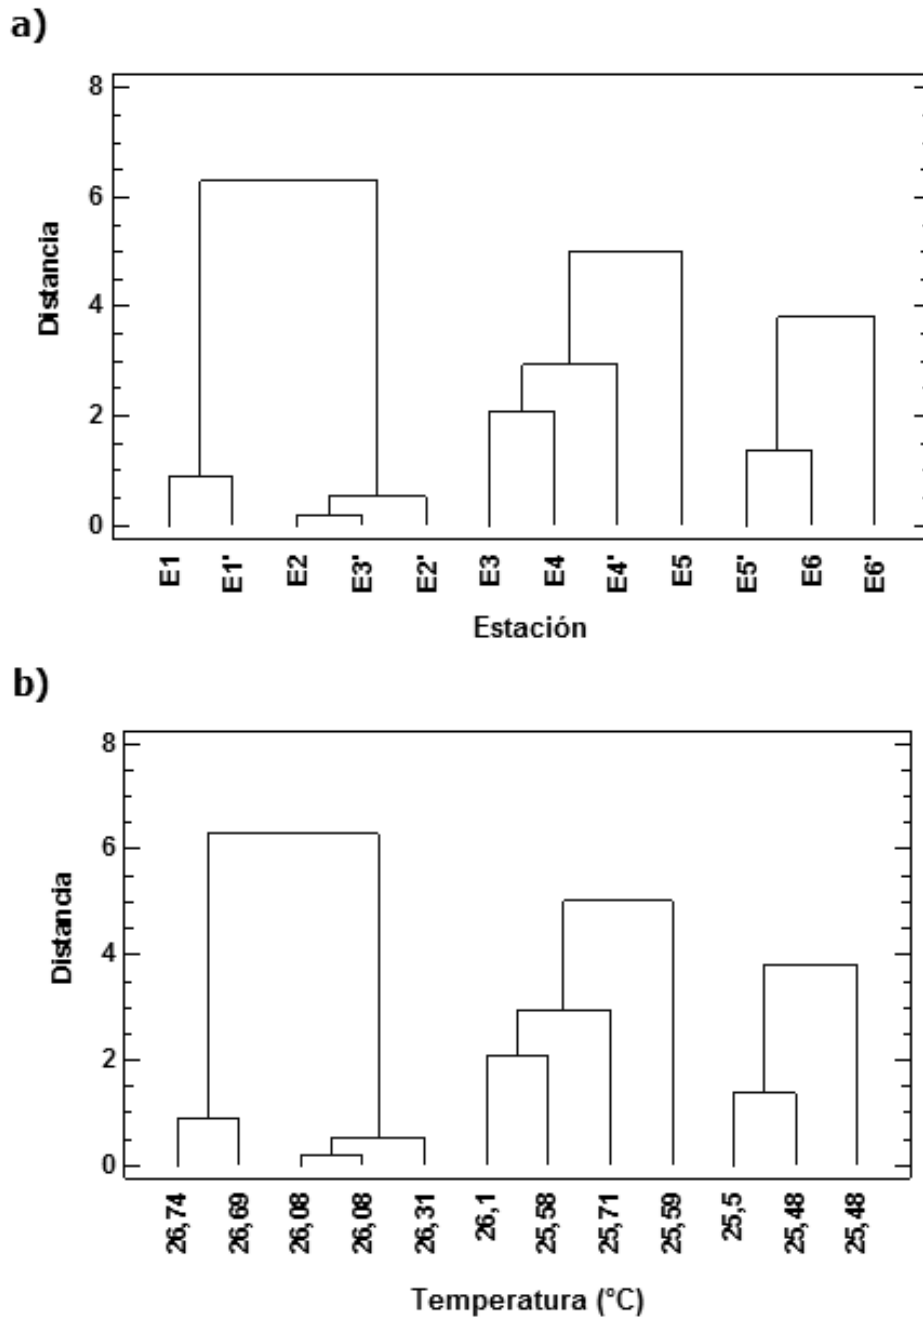 a)
8
6
4
2
0
Distancia
E1 E1' E2 E3' E2' E3 E4 E4' E5 E5' E6 E6'
Estación
b)
8
6
4
2
0
Distancia
26,74 26,69 26,08 26,08 26,31 26,1 25,58 25,71 25,59 25,5 25,48 25,48
Temperatura (°C)